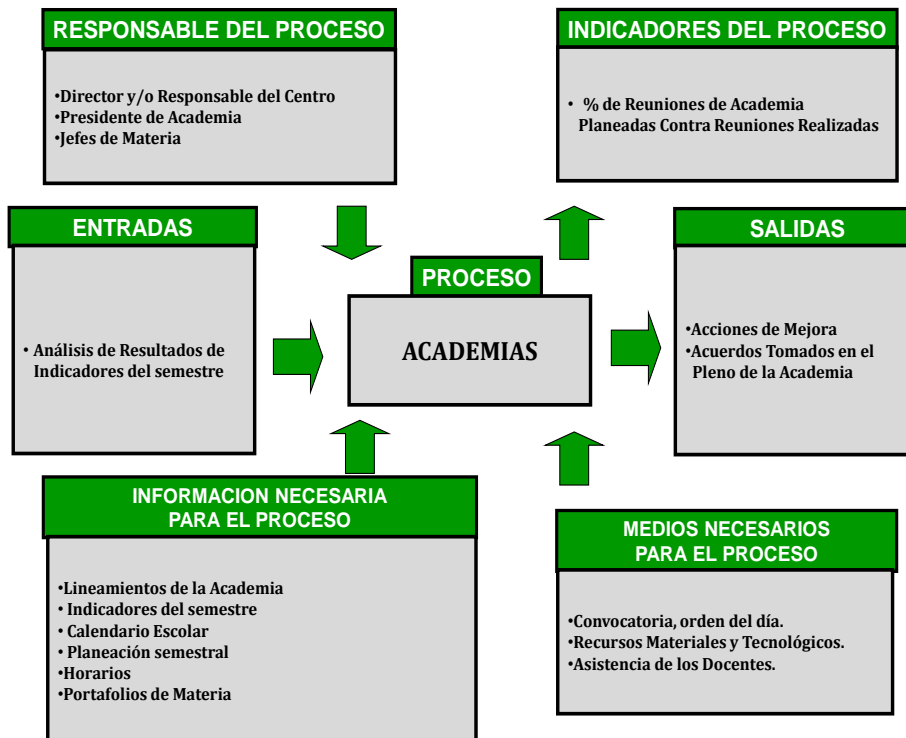 RESPONSABLE DEL PROCESO
•Director y/o Responsable del Centro
•Presidente de Academia
•Jefes de Materia
INDICADORES DEL PROCESO
• % de Reuniones de Academia
Planeadas Contra Reuniones Realizadas
ENTRADAS
• Análisis de Resultados de
Indicadores del semestre
PROCESO
ACADEMIAS
SALIDAS
•Acciones de Mejora
•Acuerdos Tomados en el
Pleno de la Academia
INFORMACION NECESARIA
PARA EL PROCESO
•Lineamientos de la Academia
• Indicadores del semestre
• Calendario Escolar
• Planeación semestral
•Horarios
•Portafolios de Materia
MEDIOS NECESARIOS
PARA EL PROCESO
•Convocatoria, orden del día.
•Recursos Materiales y Tecnológicos.
•Asistencia de los Docentes.